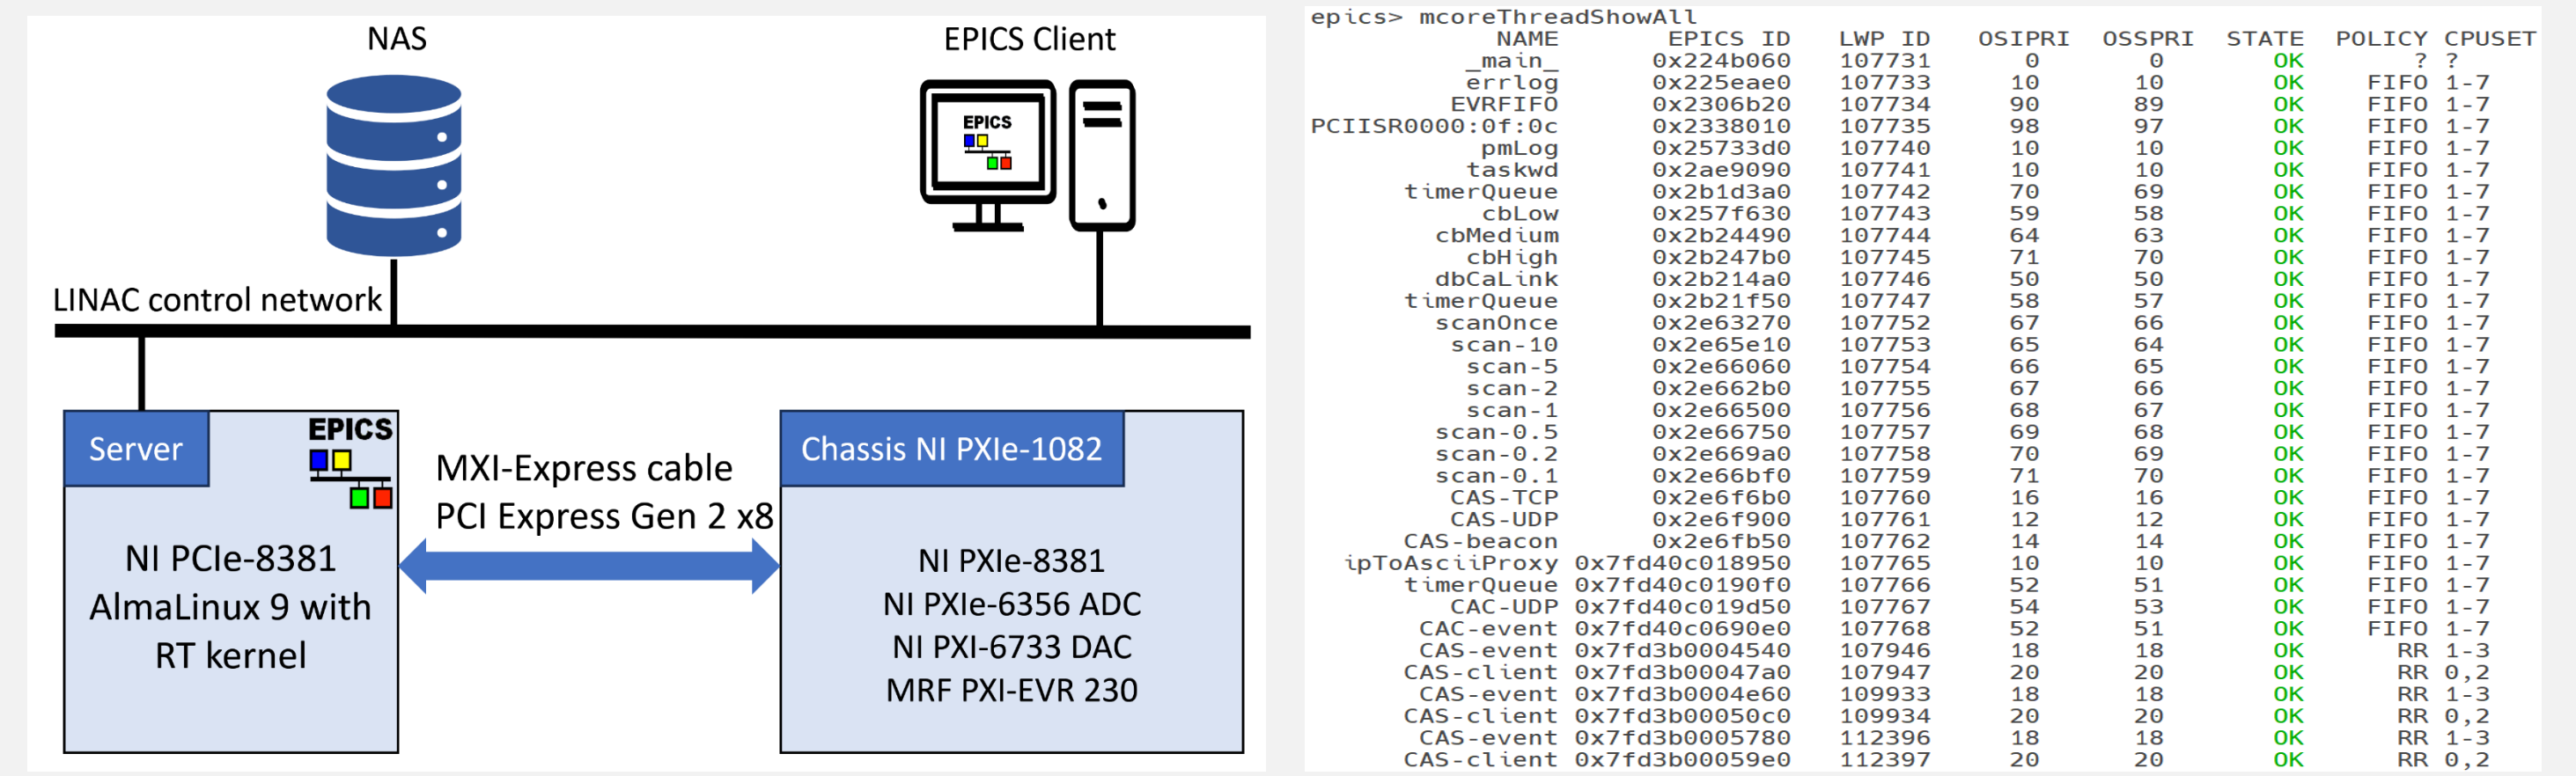 NAS
EPICS Client
EPICS
LINAC control network
Server
EPICS
NI PCIe-8381
AlmaLinux 9 with
RT kernel
MXI-Express cable
PCI Express Gen 2 x8
Chassis NI PXIe-1082
NI PXIe-8381
NI PXIe-6356 ADC
NI PXI-6733 DAC
MRF PXI-EVR 230
epics> mcoreThreadShowAll
NAME EPICS ID LWP ID OSIPRI OSSPRI STATE POLICY CPUSET
_main_ 0x224b060 107731 0 0 OK ? ?
errlog 0x225eae0 107733 10 10 OK FIFO 1-7
EVRFIFO 0x2306b20 107734 90 89 OK FIFO 1-7
PCIISR0000:0f:0c 0x2338010 107735 98 97 OK FIFO 1-7
pmLog 0x25733d0 107740 10 10 OK FIFO 1-7
taskwd 0x2ae9090 107741 10 10 OK FIFO 1-7
timerQueue 0x2b1d3a0 107742 70 69 OK FIFO 1-7
cbLow 0x257f630 107743 59 58 OK FIFO 1-7
cbMedium 0x2b24490 107744 64 63 OK FIFO 1-7
cbHigh 0x2b247b0 107745 71 70 OK FIFO 1-7
dbCaLink 0x2b214a0 107746 50 50 OK FIFO 1-7
timerQueue 0x2b21f50 107747 58 57 OK FIFO 1-7
scanOnce 0x2e63270 107752 67 66 OK FIFO 1-7
scan-10 0x2e65e10 107753 65 64 OK FIFO 1-7
scan-5 0x2e66060 107754 66 65 OK FIFO 1-7
scan-2 0x2e662b0 107755 67 66 OK FIFO 1-7
scan-1 0x2e66500 107756 68 67 OK FIFO 1-7
scan-0.5 0x2e66750 107757 69 68 OK FIFO 1-7
scan-0.2 0x2e669a0 107758 70 69 OK FIFO 1-7
scan-0.1 0x2e66bf0 107759 71 70 OK FIFO 1-7
CAS-TCP 0x2e6f6b0 107760 16 16 OK FIFO 1-7
CAS-UDP 0x2e6f900 107761 12 12 OK FIFO 1-7
CAS-beacon 0x2e6fb50 107762 14 14 OK FIFO 1-7
ipToAsciiProxy 0x7fd40c018950 107765 10 10 OK FIFO 1-7
timerQueue 0x7fd40c0190f0 107766 52 51 OK FIFO 1-7
CAC-UDP 0x7fd40c019d50 107767 54 53 OK FIFO 1-7
CAC-event 0x7fd40c0690e0 107768 52 51 OK FIFO 1-7
CAS-event 0x7fd3b0004540 107946 18 18 OK RR 1-3
CAS-client 0x7fd3b00047a0 107947 20 20 OK RR 0,2
CAS-event 0x7fd3b0004e60 109933 18 18 OK RR 1-3
CAS-client 0x7fd3b00050c0 109934 20 20 OK RR 0,2
CAS-event 0x7fd3b0005780 112396 18 18 OK RR 1-3
CAS-client 0x7fd3b00059e0 112397 20 20 OK RR 0,2